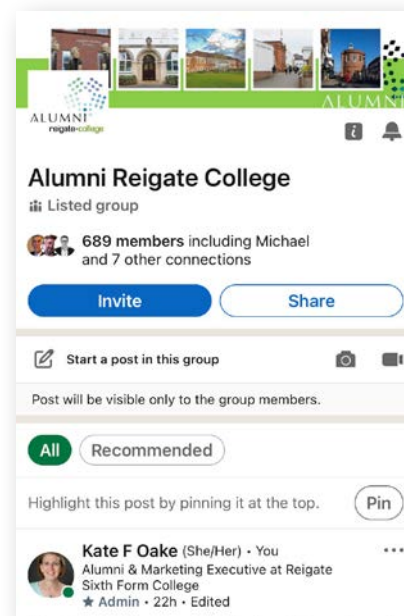 ALUMNI
ALUMNI
reigate-college
Alumni Reigate College
Listed group
689 members including Michael
and 7 other connections
Invite
Share
Start a post in this group
Post will be visible only to the group members.
All
Recommended
Highlight this post by pinning it at the top.
Pin
Kate F Oake (She/Her) • You
Alumni & Marketing Executive at Reigate
Sixth Form College
★ Admin • 22h • Edited